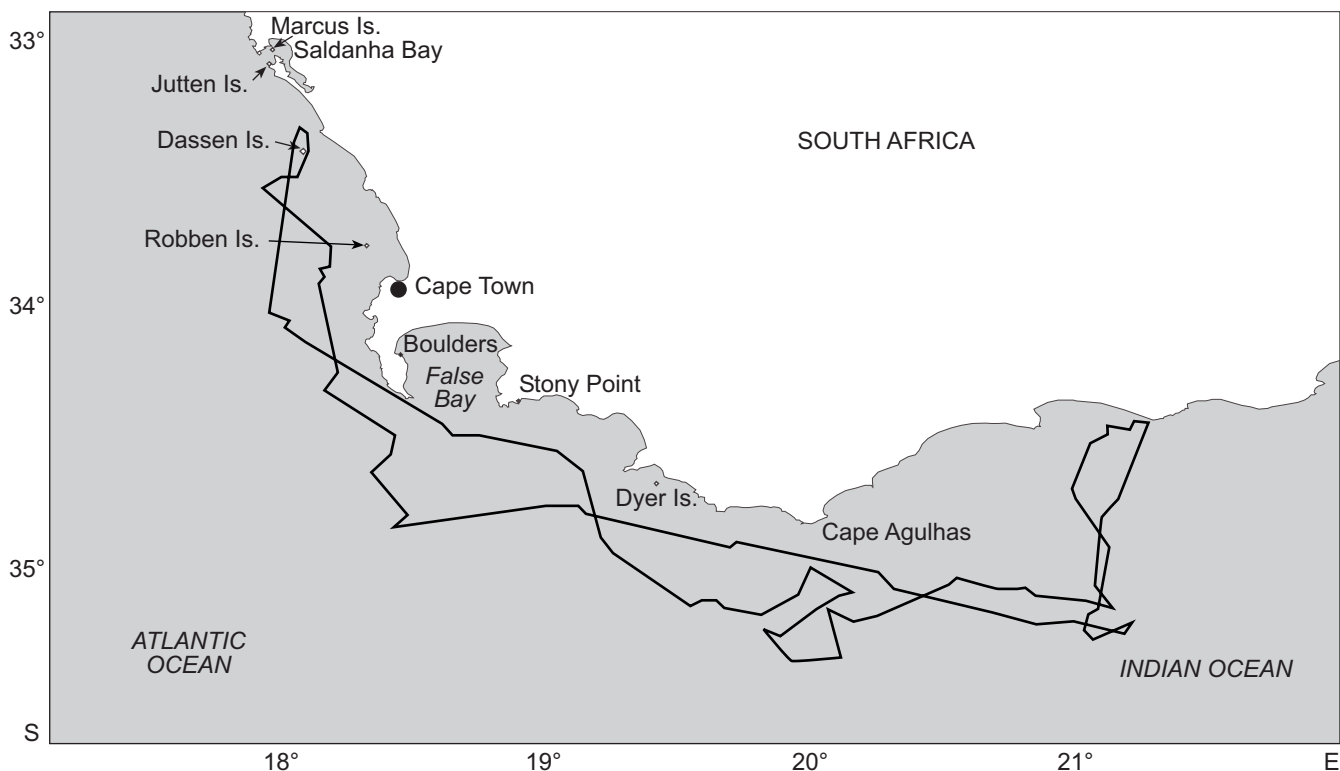 33°
Marcus Is.
Saldanha Bay
Jutten Is.
Dassen Is.
SOUTH AFRICA
Robben Is.
Cape Town
34°
Boulders
False
Bay
Stony Point
Dyer Is.
Cape Agulhas
35°
ATLANTIC
OCEAN
INDIAN OCEAN
S
18°
19°
20°
21°
E